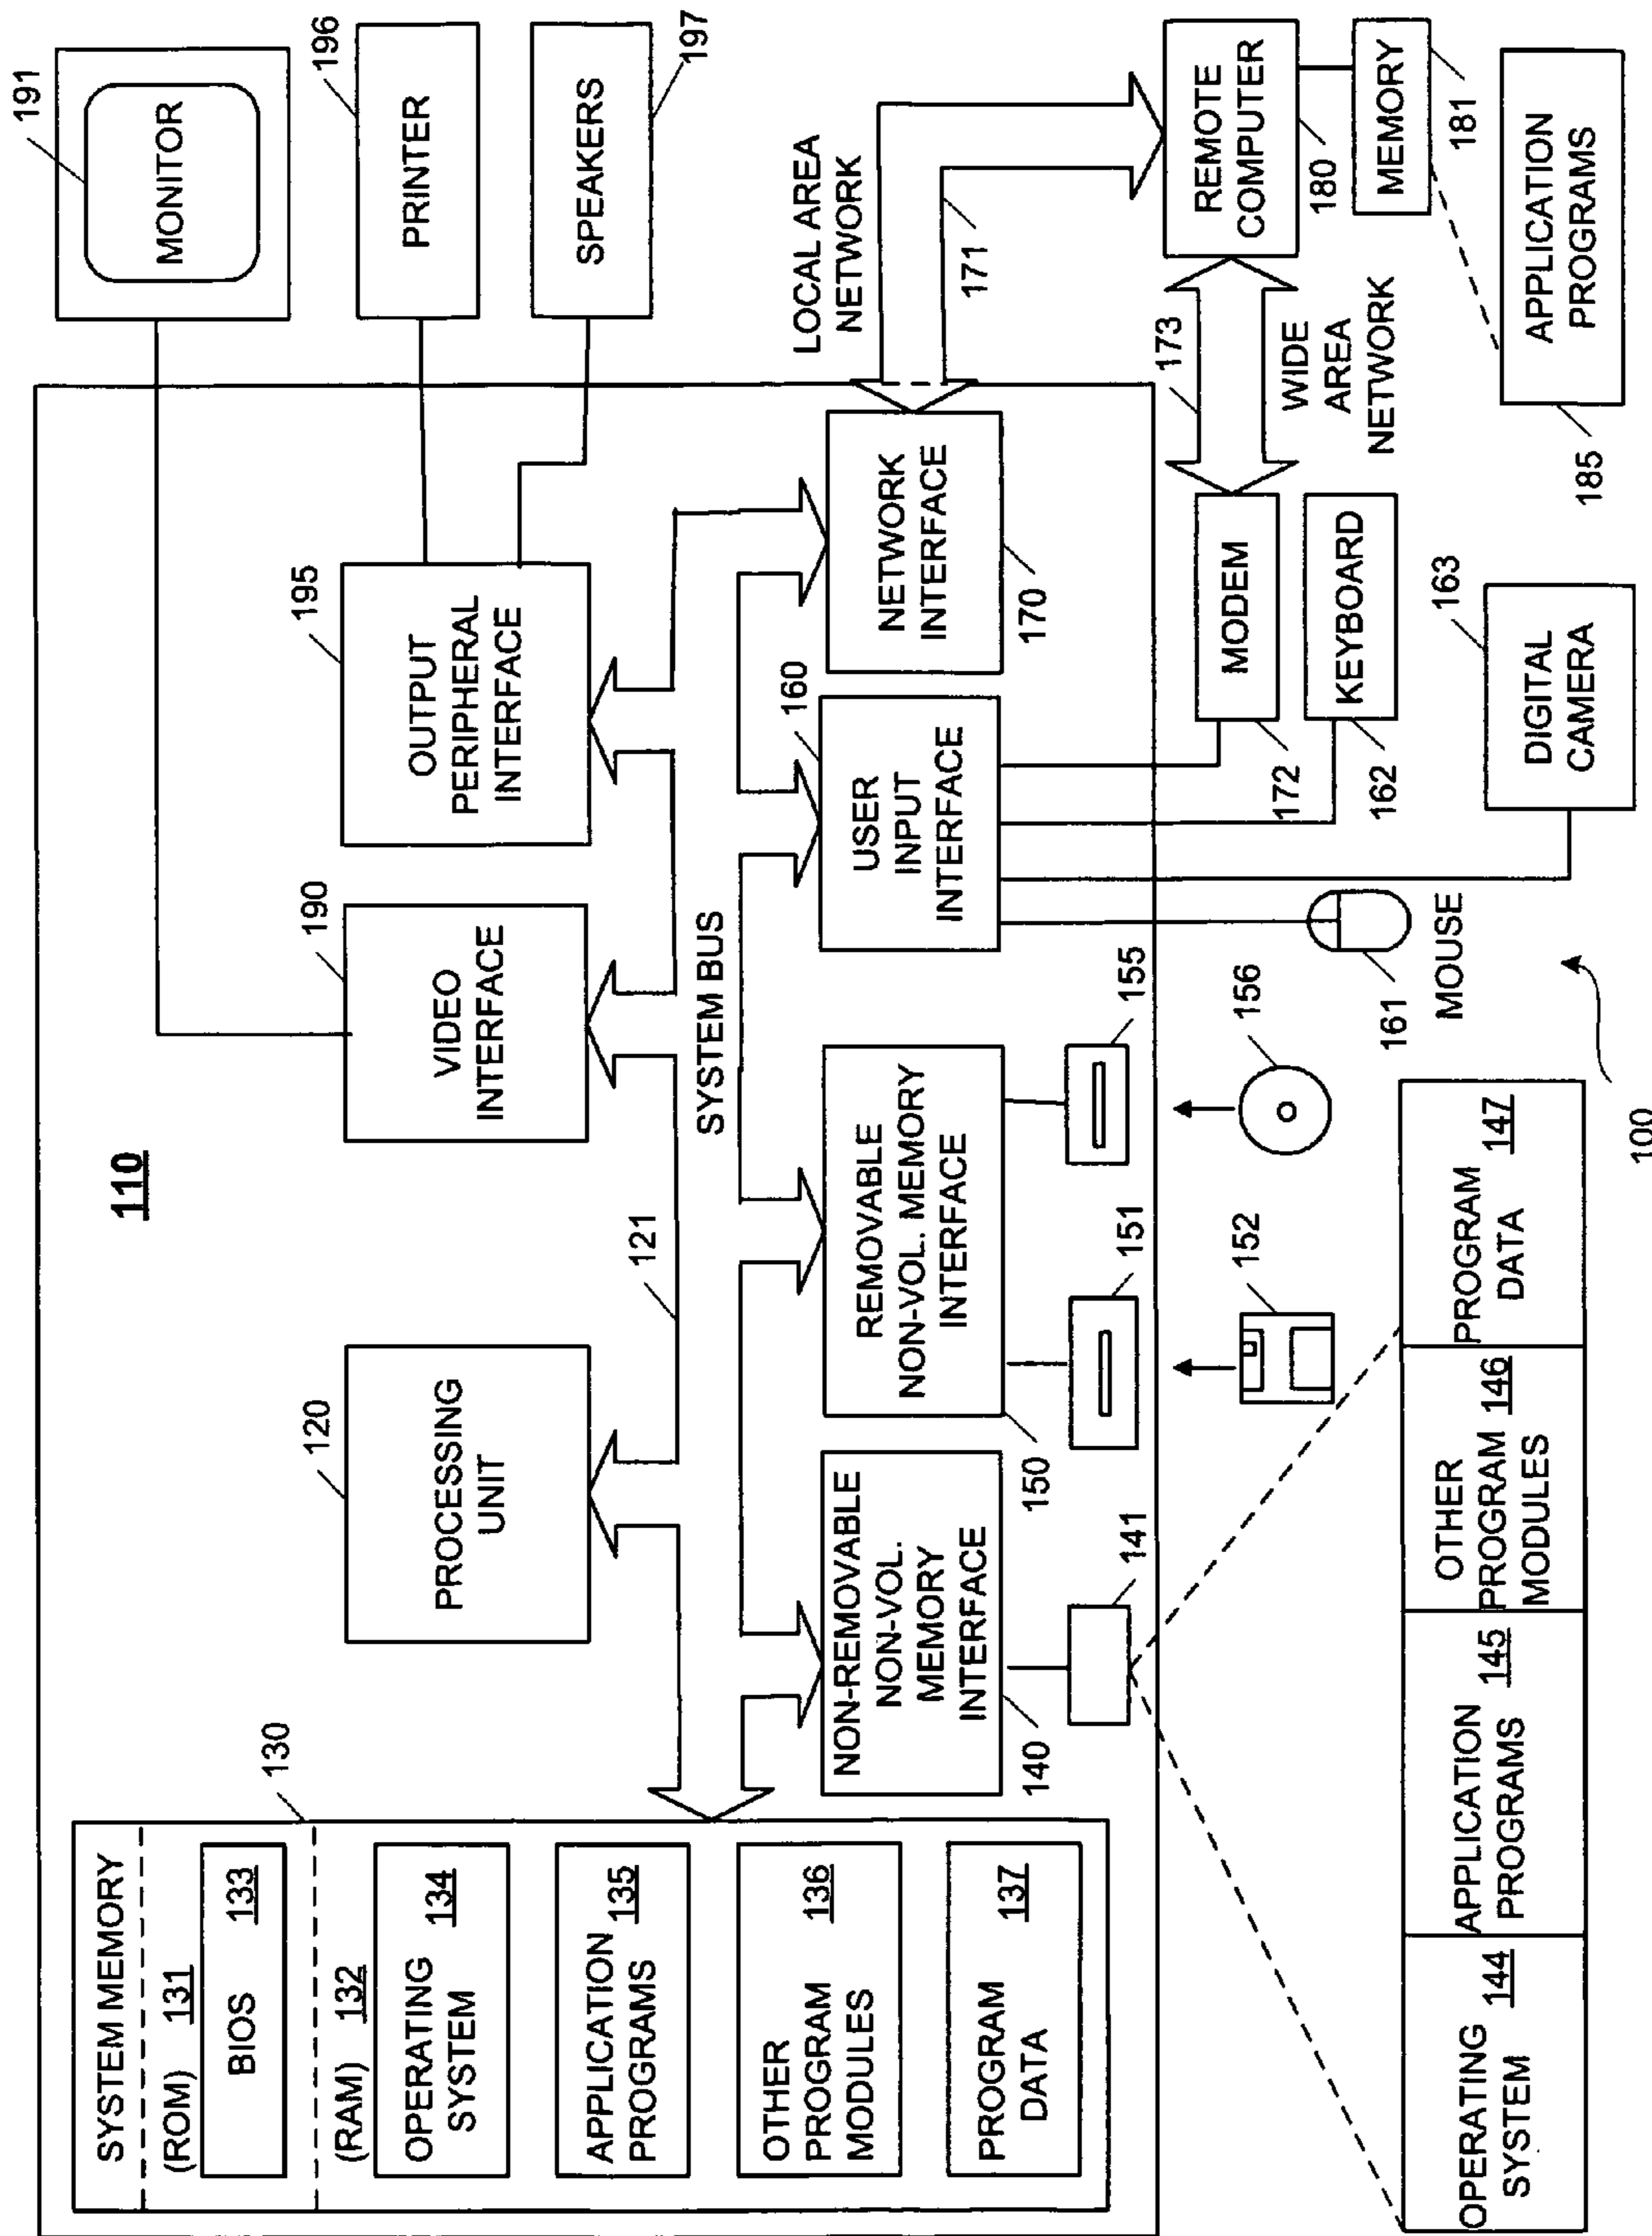 110
SYSTEM MEMORY
(ROM) 131
BIOS 133
(RAM) 132
OPERATING
SYSTEM 134
APPLICATION
PROGRAMS 135
OTHER
PROGRAM
MODULES 136
PROGRAM
DATA 137
130
120
PROCESSING
UNIT
121
190
VIDEO
INTERFACE
195
OUTPUT
PERIPHERAL
INTERFACE
191
MONITOR
196
PRINTER
SPEAKERS
197
SYSTEM BUS
NON-REMOVABLE
NON-VOL.
MEMORY
INTERFACE
140
141
REMOVABLE
NON-VOL. MEMORY
INTERFACE
150
151
155
152
156
160
USER
INPUT
INTERFACE
NETWORK
INTERFACE
170
LOCAL AREA
NETWORK
171
173
WIDE
AREA
NETWORK
REMOTE
COMPUTER
180
MEMORY
181
MODEM
172
KEYBOARD
162
161
MOUSE
163
DIGITAL
CAMERA
185
APPLICATION
PROGRAMS
OPERATING
SYSTEM 144
APPLICATION
PROGRAMS 145
OTHER
PROGRAM 146
MODULES
PROGRAM
DATA 147
100